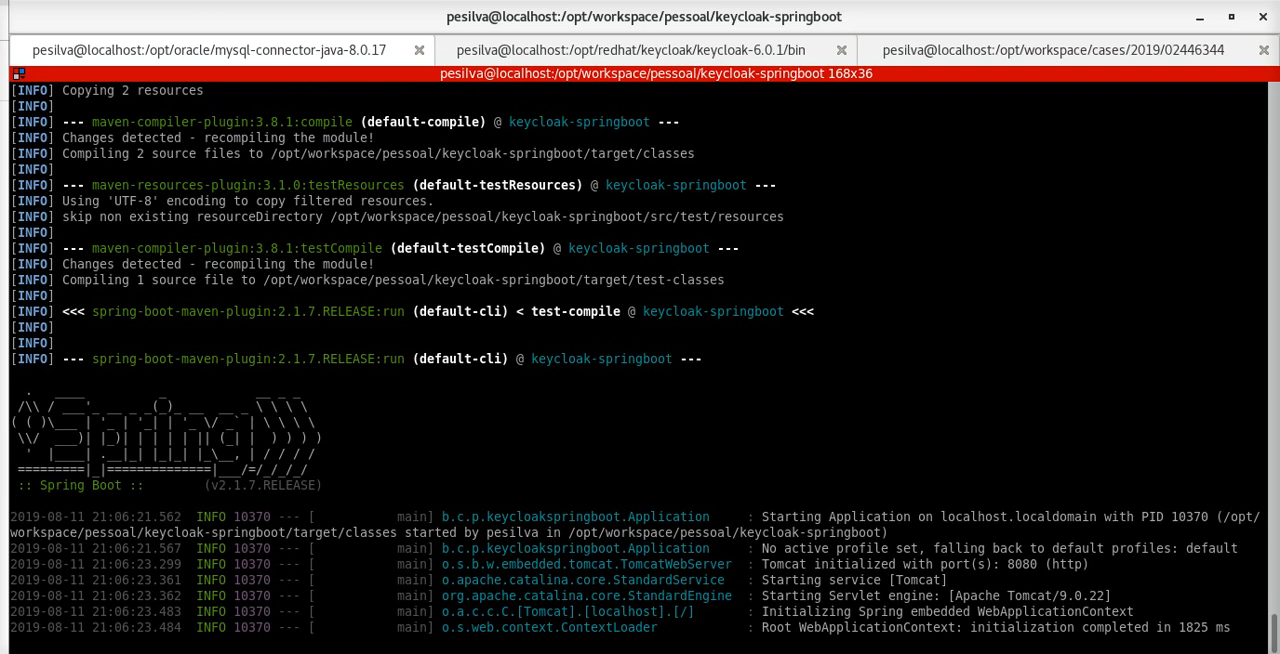 pesilva@localhost:/opt/workspace/pessoal/keycloak-springboot
pesilva@localhost:/opt/oracle/mysql-connector-java-8.0.17
pesilva@localhost:/opt/redhat/keycloak/keycloak-6.0.1/bin
pesilva@localhost:/opt/workspace/cases/2019/02446344
pesilva@localhost:/opt/workspace/pessoal/keycloak-springboot 168x36
[INFO] Copying 2 resources
[INFO]
[INFO] --- maven-compiler-plugin:3.8.1:compile (default-compile) @ keycloak-springboot ---
[INFO] Changes detected - recompiling the module!
[INFO] Compiling 2 source files to /opt/workspace/pessoal/keycloak-springboot/target/classes
[INFO]
[INFO] --- maven-resources-plugin:3.1.0:testResources (default-testResources) @ keycloak-springboot ---
[INFO] Using 'UTF-8' encoding to copy filtered resources.
[INFO] skip non existing resourceDirectory /opt/workspace/pessoal/keycloak-springboot/src/test/resources
[INFO]
[INFO] --- maven-compiler-plugin:3.8.1:testCompile (default-testCompile) @ keycloak-springboot ---
[INFO] Changes detected - recompiling the module!
[INFO] Compiling 1 source file to /opt/workspace/pessoal/keycloak-springboot/target/test-classes
[INFO]
[INFO] <<< spring-boot-maven-plugin:2.1.7.RELEASE:run (default-cli) < test-compile @ keycloak-springboot <<<
[INFO]
[INFO]
[INFO] --- spring-boot-maven-plugin:2.1.7.RELEASE:run (default-cli) @ keycloak-springboot ---
  .   ____          _            __ _ _
 /\\ / ___'_ __ _ _(_)_ __  __ _ \ \ \ \
( ( )\___ | '_ | '_| | '_ \/ _` | \ \ \ \
 \\/  ___)| |_)| | | | | || (_| |  ) ) ) )
  '  |____| .__|_| |_|_| |_\__, | / / / /
 =========|_|==============|___/=/_/_/_/
 :: Spring Boot ::        (v2.1.7.RELEASE)
2019-08-11 21:06:21.562  INFO 10370 --- [           main] b.c.p.keycloakspringboot.Application     : Starting Application on localhost.localdomain with PID 10370 (/opt/
workspace/pessoal/keycloak-springboot/target/classes started by pesilva in /opt/workspace/pessoal/keycloak-springboot)
2019-08-11 21:06:21.567  INFO 10370 --- [           main] b.c.p.keycloakspringboot.Application     : No active profile set, falling back to default profiles: default
2019-08-11 21:06:23.299  INFO 10370 --- [           main] o.s.b.w.embedded.tomcat.TomcatWebServer  : Tomcat initialized with port(s): 8080 (http)
2019-08-11 21:06:23.361  INFO 10370 --- [           main] o.apache.catalina.core.StandardService   : Starting service [Tomcat]
2019-08-11 21:06:23.362  INFO 10370 --- [           main] org.apache.catalina.core.StandardEngine  : Starting Servlet engine: [Apache Tomcat/9.0.22]
2019-08-11 21:06:23.483  INFO 10370 --- [           main] o.a.c.c.C.[Tomcat].[localhost].[/]       : Initializing Spring embedded WebApplicationContext
2019-08-11 21:06:23.484  INFO 10370 --- [           main] o.s.web.context.ContextLoader            : Root WebApplicationContext: initialization completed in 1825 ms